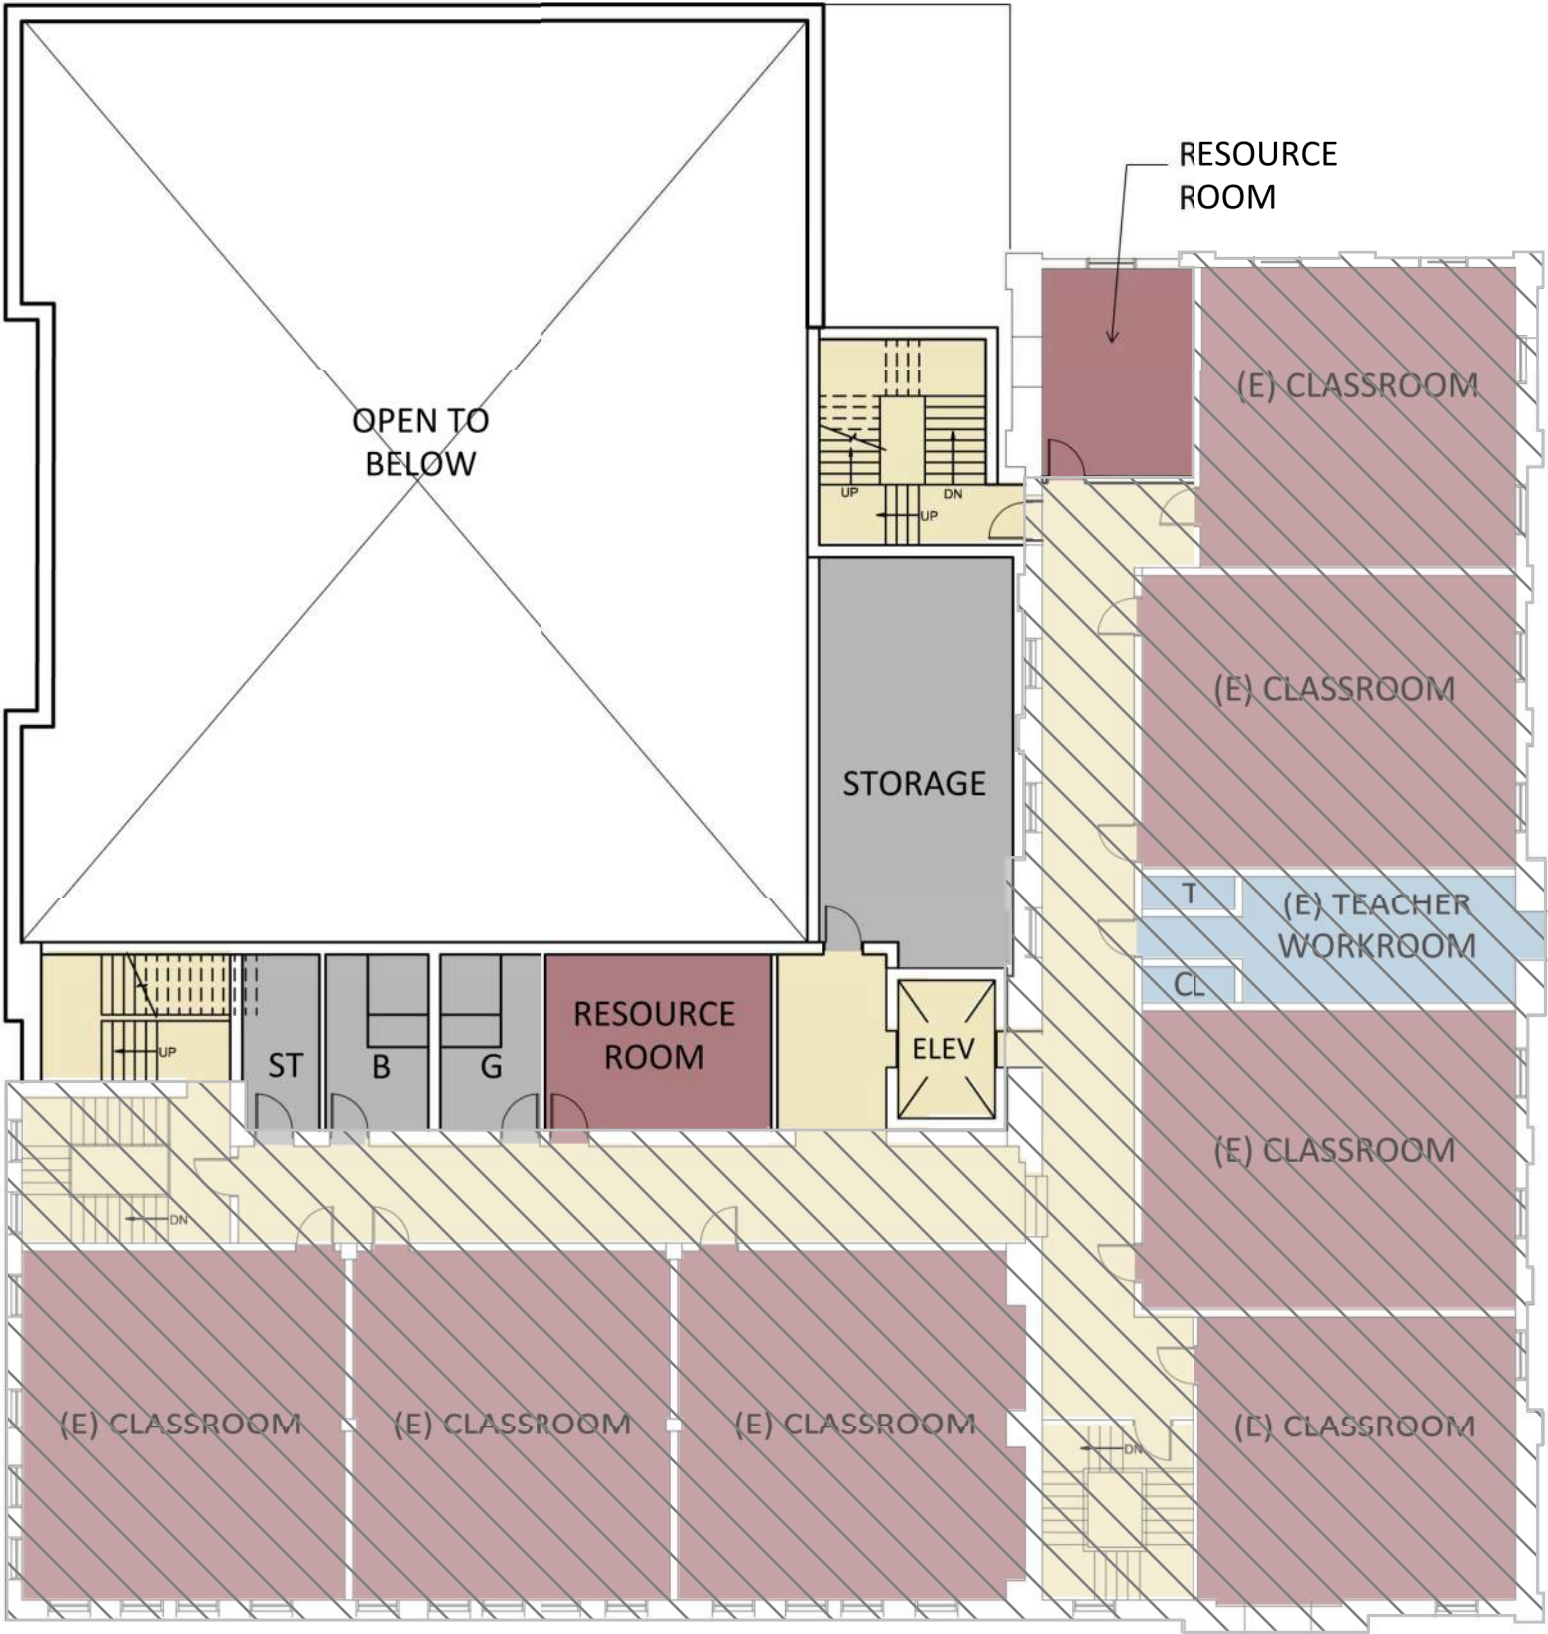 RESOURCE
ROOM
(E) CLASSROOM
OPEN TO
BELOW
UP
DN
UP
(E) CLASSROOM
STORAGE
T
(E) TEACHER
WORKROOM
CL
RESOURCE
ROOM
ELEV
UP
ST
B
G
(E) CLASSROOM
DN
(E) CLASSROOM
(E) CLASSROOM
(E) CLASSROOM
(E) CLASSROOM
DN